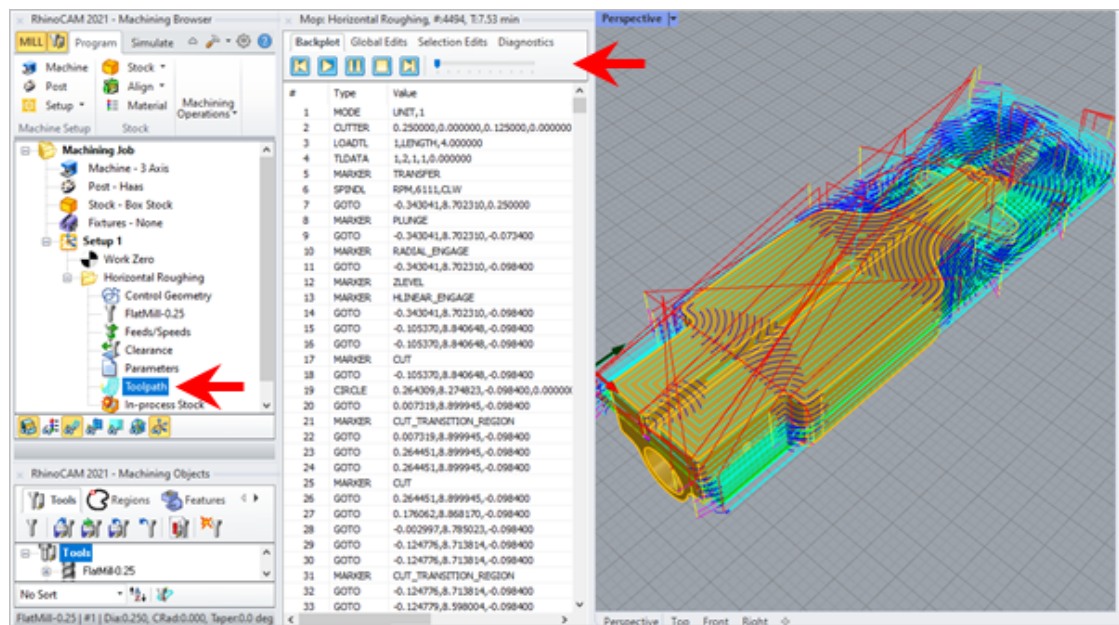 RhinoCAM 2021 - Machining Browser
MILL Program Simulate
Machine Stock
Post Align
Setup Material Machining Operations
Machine Setup Stock
Machining Job
Machine - 3 Axis
Post - Haas
Stock - Box Stock
Fixtures - None
Setup 1
Work Zero
Horizontal Roughing
Control Geometry
FlatMill-0.25
Feeds/Speeds
Clearance
Parameters
Toolpath
In-process Stock
RhinoCAM 2021 - Machining Objects
Tools Regions Features
Tools
FlatMill-0.25
No Sort
FlatMill-0.25 | #1 | Dia:0.250, CRad:0.000, Taper:0.0 deg
Mop: Horizontal Roughing, #:4494, T:7.53 min
Backplot Global Edits Selection Edits Diagnostics
# Type Value
1 MODE UNIT,1
2 CUTTER 0.250000,0.000000,0.125000,0.000000
3 LOADTL 1,LENGTH,4.000000
4 TLDATA 1,2,1,1,0.000000
5 MARKER TRANSFER
6 SPINDL RPM,6111,CLW
7 GOTO -0.343041,8.702310,0.250000
8 MARKER PLUNGE
9 GOTO -0.343041,8.702310,-0.073400
10 MARKER RADIAL_ENGAGE
11 GOTO -0.343041,8.702310,-0.098400
12 MARKER ZLEVEL
13 MARKER HLINEAR_ENGAGE
14 GOTO -0.343041,8.702310,-0.098400
15 GOTO -0.105370,8.840648,-0.098400
16 GOTO -0.105370,8.840648,-0.098400
17 MARKER CUT
18 GOTO -0.105370,8.840648,-0.098400
19 CIRCLE 0.264309,8.274823,-0.098400,0.000000
20 GOTO 0.007319,8.899945,-0.098400
21 MARKER CUT_TRANSITION_REGION
22 GOTO 0.007319,8.899945,-0.098400
23 GOTO 0.264451,8.899945,-0.098400
24 GOTO 0.264451,8.899945,-0.098400
25 MARKER CUT
26 GOTO 0.264451,8.899945,-0.098400
27 GOTO 0.176062,8.868170,-0.098400
28 GOTO -0.002997,8.785023,-0.098400
29 GOTO -0.124776,8.713814,-0.098400
30 GOTO -0.124776,8.713814,-0.098400
31 MARKER CUT_TRANSITION_REGION
32 GOTO -0.124776,8.713814,-0.098400
33 GOTO -0.124779,8.598004,-0.098400
Perspective
Perspective Top Front Right